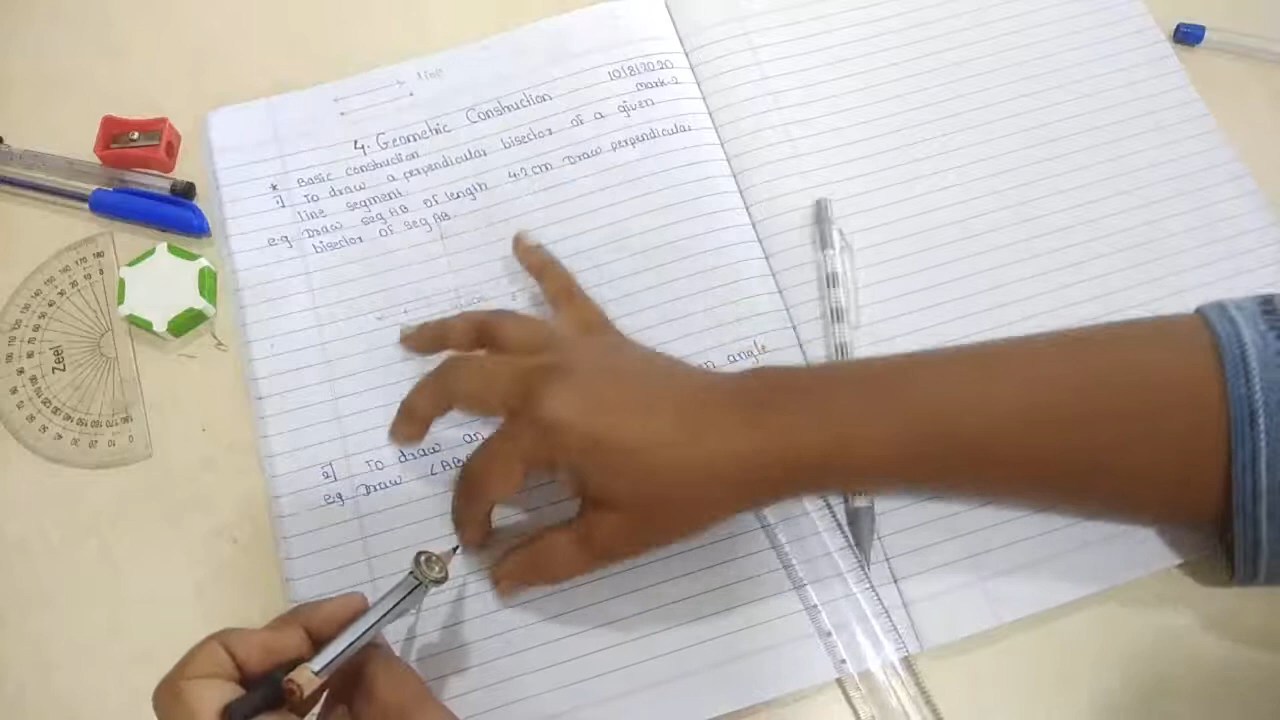 line
10/8/2020
4. Geometric Construction
mark-2
* Basic construction
1] To draw a perpendicular bisector of a given
line segment.
e.g Draw seg AB of length 4.2 cm Draw perpendicular
bisector of seg AB.
2] To draw an angle
e.g Draw ∠AB
Zeel